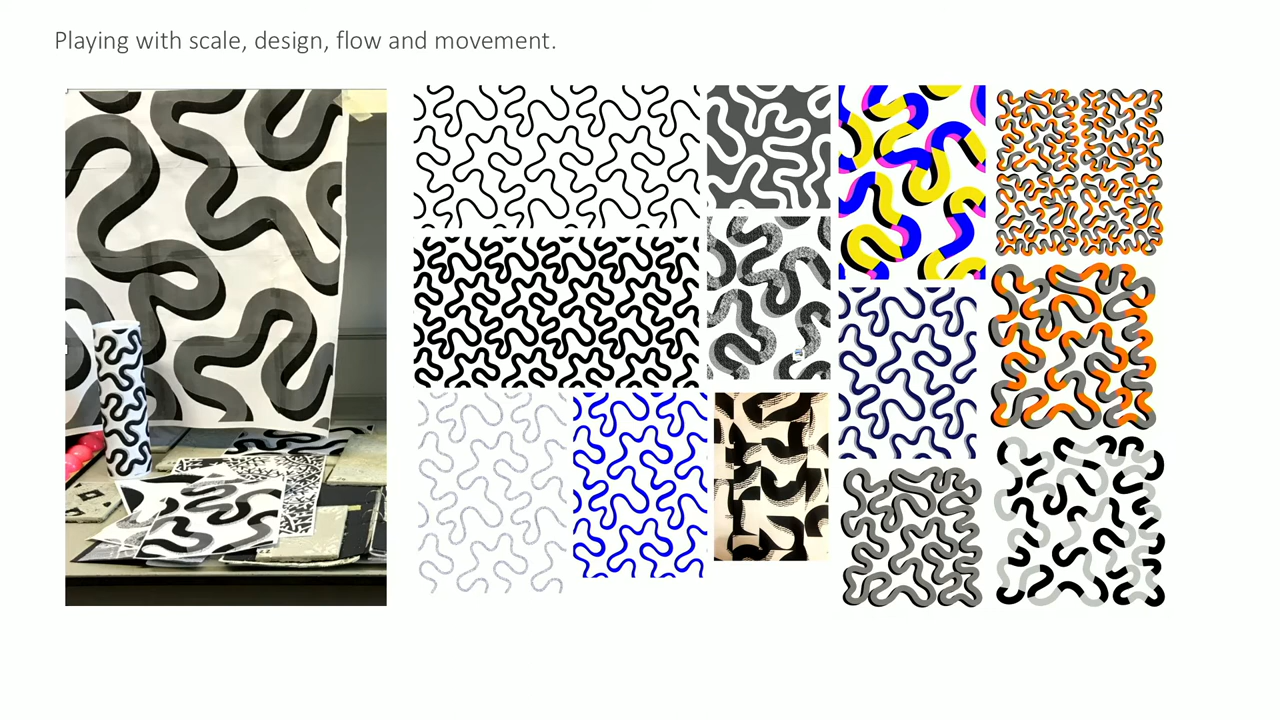 Playing with scale, design, flow and movement.